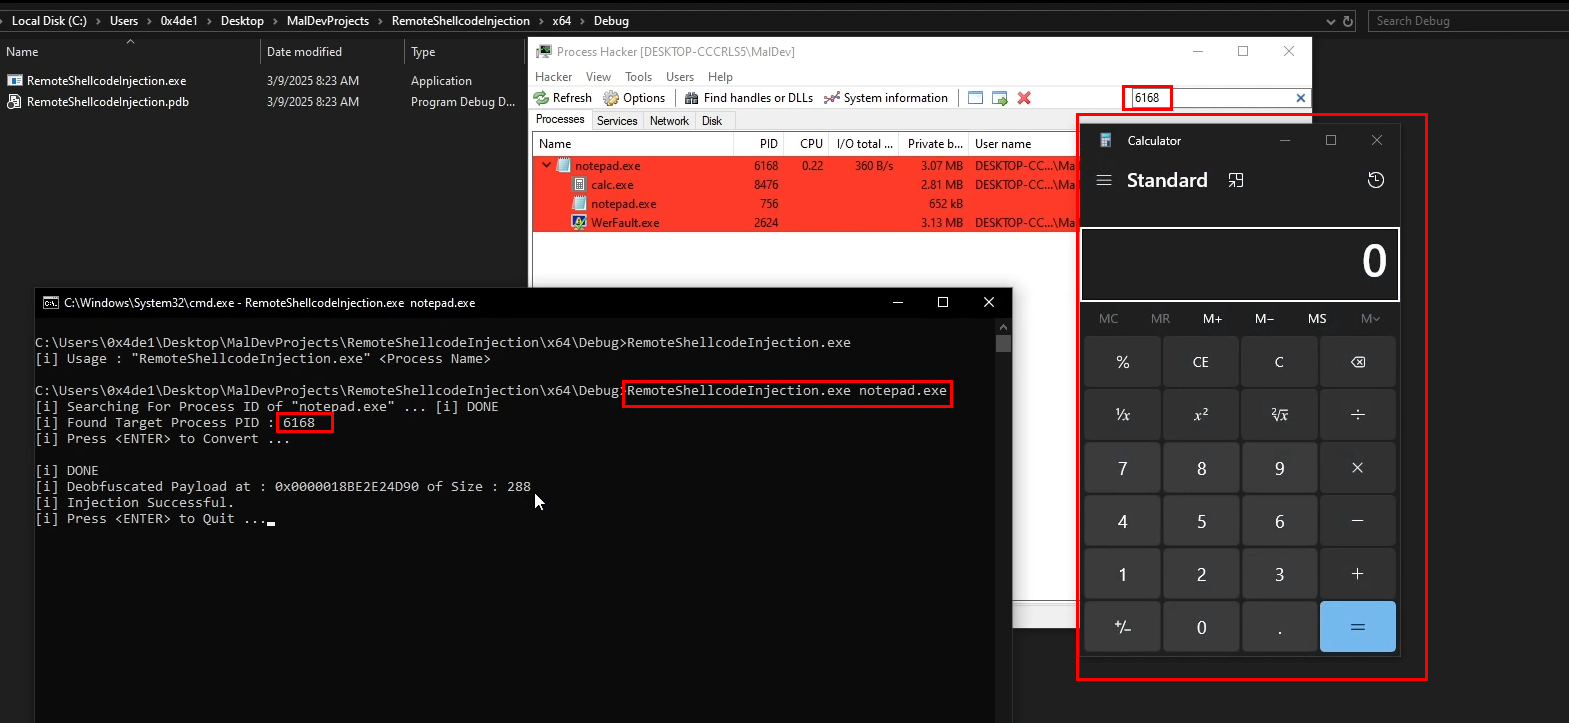 Local Disk (C:) > Users > 0x4de1 > Desktop > MalDevProjects > RemoteShellcodeInjection > x64 > Debug
Search Debug
Name Date modified Type
RemoteShellcodeInjection.exe 3/9/2025 8:23 AM Application
RemoteShellcodeInjection.pdb 3/9/2025 8:23 AM Program Debug D...
Process Hacker [DESKTOP-CCCRLS5\MalDev]
Hacker View Tools Users Help
Refresh Options Find handles or DLLs System information 6168
Processes Services Network Disk
Name PID CPU I/O total ... Private b... User name
notepad.exe 6168 0.22 360 B/s 3.07 MB DESKTOP-CC...\Ma
calc.exe 8476 2.81 MB DESKTOP-CC...\Ma
notepad.exe 756 652 kB
WerFault.exe 2624 3.13 MB DESKTOP-CC...\Ma
C:\Windows\System32\cmd.exe - RemoteShellcodeInjection.exe notepad.exe
C:\Users\0x4de1\Desktop\MalDevProjects\RemoteShellcodeInjection\x64\Debug>RemoteShellcodeInjection.exe
[i] Usage : "RemoteShellcodeInjection.exe" <Process Name>
C:\Users\0x4de1\Desktop\MalDevProjects\RemoteShellcodeInjection\x64\Debug>RemoteShellcodeInjection.exe notepad.exe
[i] Searching For Process ID of "notepad.exe" ... [i] DONE
[i] Found Target Process PID : 6168
[i] Press <ENTER> to Convert ...
[i] DONE
[i] Deobfuscated Payload at : 0x0000018BE2E24D90 of Size : 288
[i] Injection Successful.
[i] Press <ENTER> to Quit ...
Calculator
Standard
0
MC MR M+ M− MS M˅
% CE C ⌫
¹/x x² ²√x ÷
7 8 9 ×
4 5 6 −
1 2 3 +
+/− 0 . =